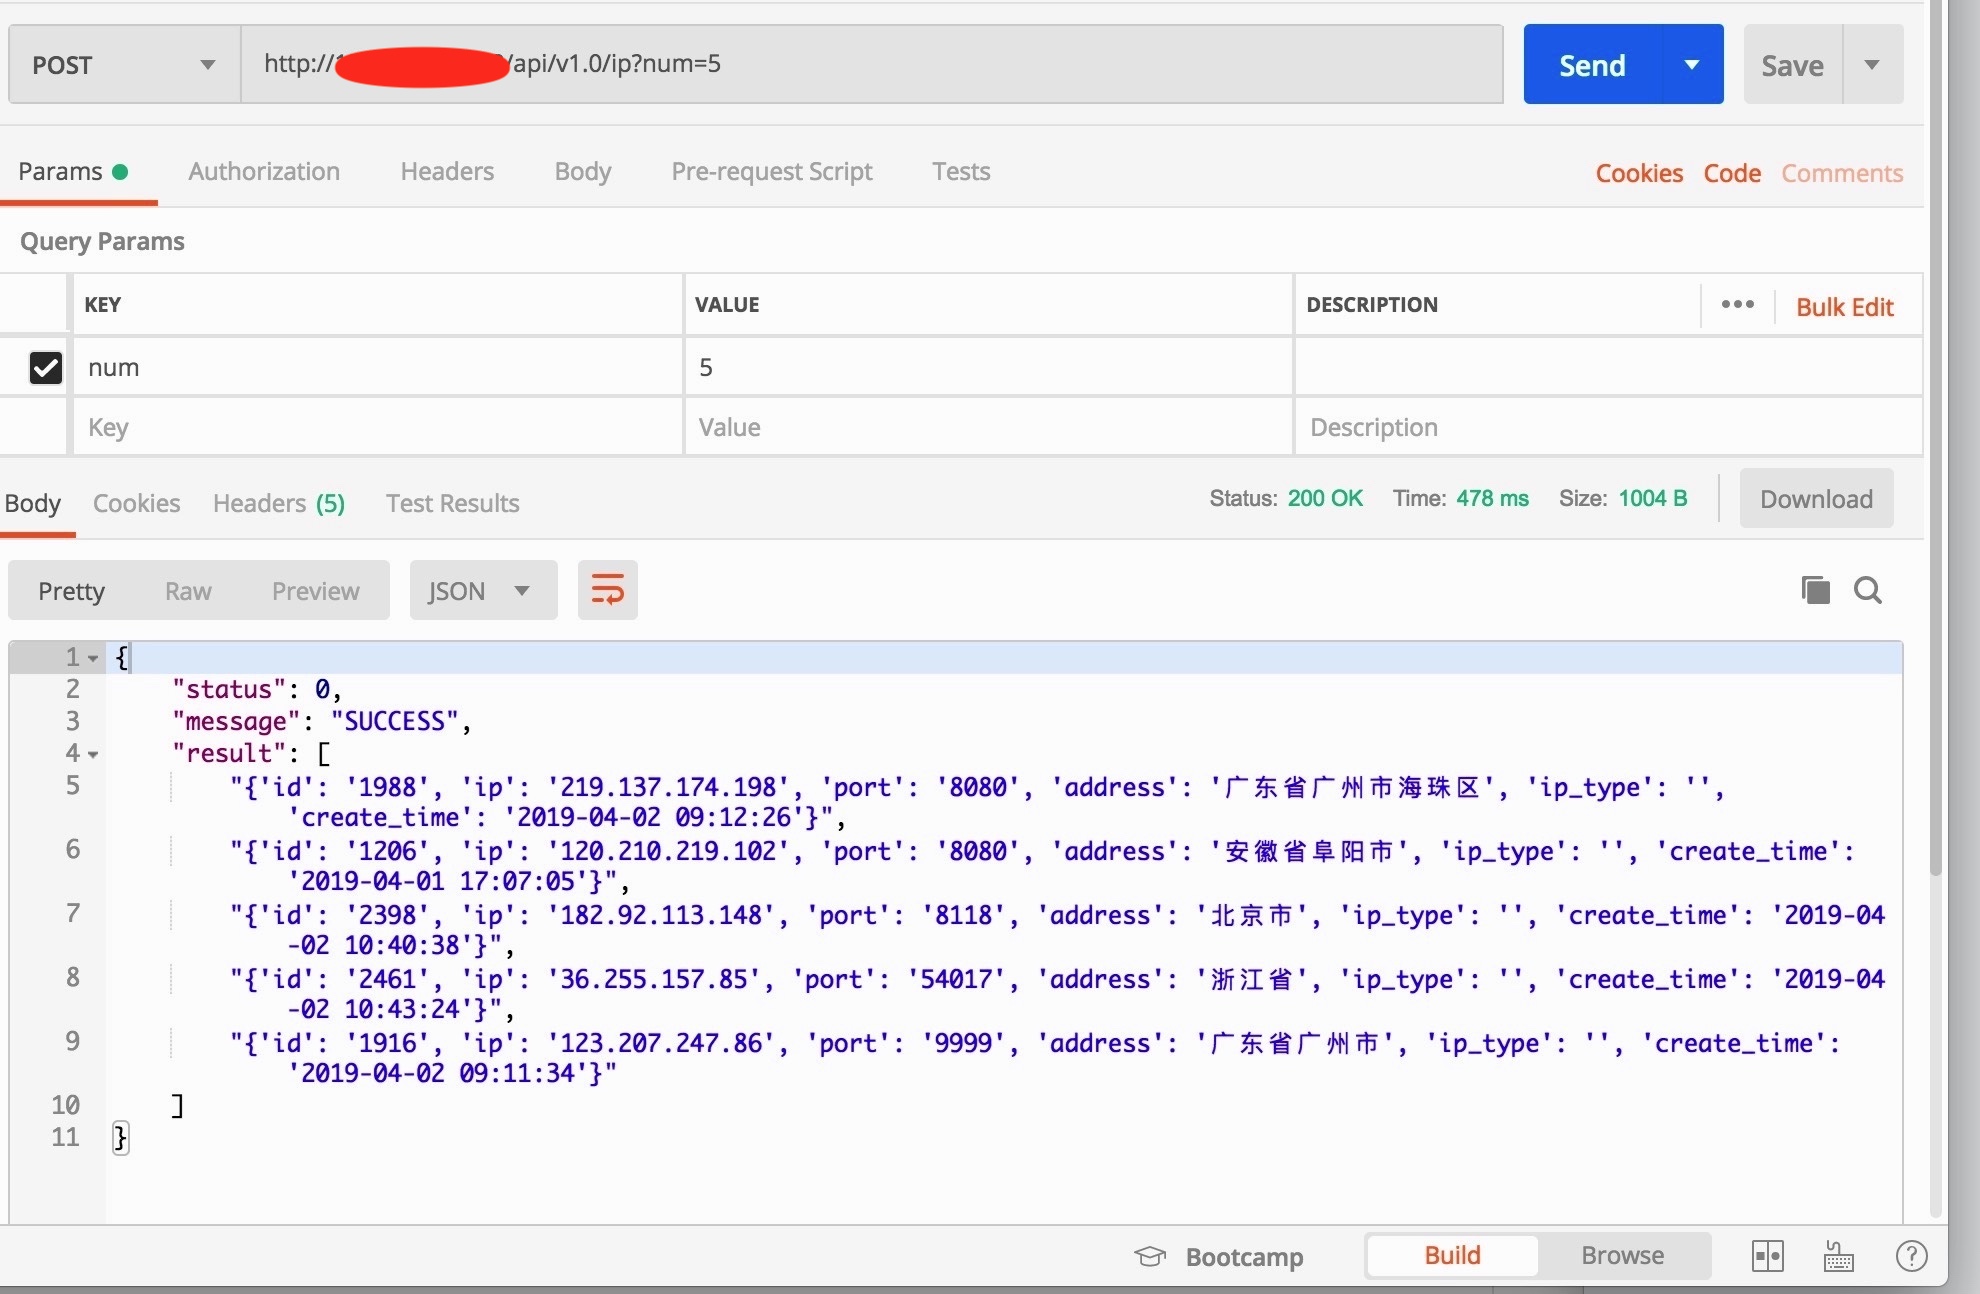 POST http:// /api/v1.0/ip?num=5 Send Save
Params Authorization Headers Body Pre-request Script Tests Cookies Code Comments
Query Params
KEY VALUE DESCRIPTION ••• Bulk Edit
num 5
Key Value Description
Body Cookies Headers (5) Test Results Status: 200 OK Time: 478 ms Size: 1004 B Download
Pretty Raw Preview JSON
1 {
2 "status": 0,
3 "message": "SUCCESS",
4 "result": [
5 "{'id': '1988', 'ip': '219.137.174.198', 'port': '8080', 'address': '广东省广州市海珠区', 'ip_type': '',
'create_time': '2019-04-02 09:12:26'}",
6 "{'id': '1206', 'ip': '120.210.219.102', 'port': '8080', 'address': '安徽省阜阳市', 'ip_type': '', 'create_time':
'2019-04-01 17:07:05'}",
7 "{'id': '2398', 'ip': '182.92.113.148', 'port': '8118', 'address': '北京市', 'ip_type': '', 'create_time': '2019-04
-02 10:40:38'}",
8 "{'id': '2461', 'ip': '36.255.157.85', 'port': '54017', 'address': '浙江省', 'ip_type': '', 'create_time': '2019-04
-02 10:43:24'}",
9 "{'id': '1916', 'ip': '123.207.247.86', 'port': '9999', 'address': '广东省广州市', 'ip_type': '', 'create_time':
'2019-04-02 09:11:34'}"
10 ]
11 }
Bootcamp Build Browse ?